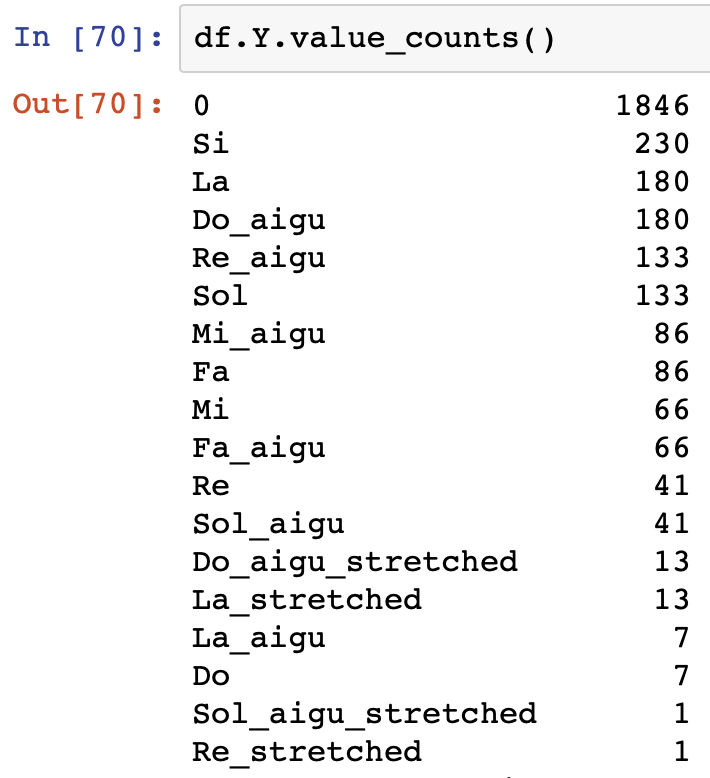 In [70]: df.Y.value_counts()
Out[70]: 0 1846
Si 230
La 180
Do_aigu 180
Re_aigu 133
Sol 133
Mi_aigu 86
Fa 86
Mi 66
Fa_aigu 66
Re 41
Sol_aigu 41
Do_aigu_stretched 13
La_stretched 13
La_aigu 7
Do 7
Sol_aigu_stretched 1
Re_stretched 1